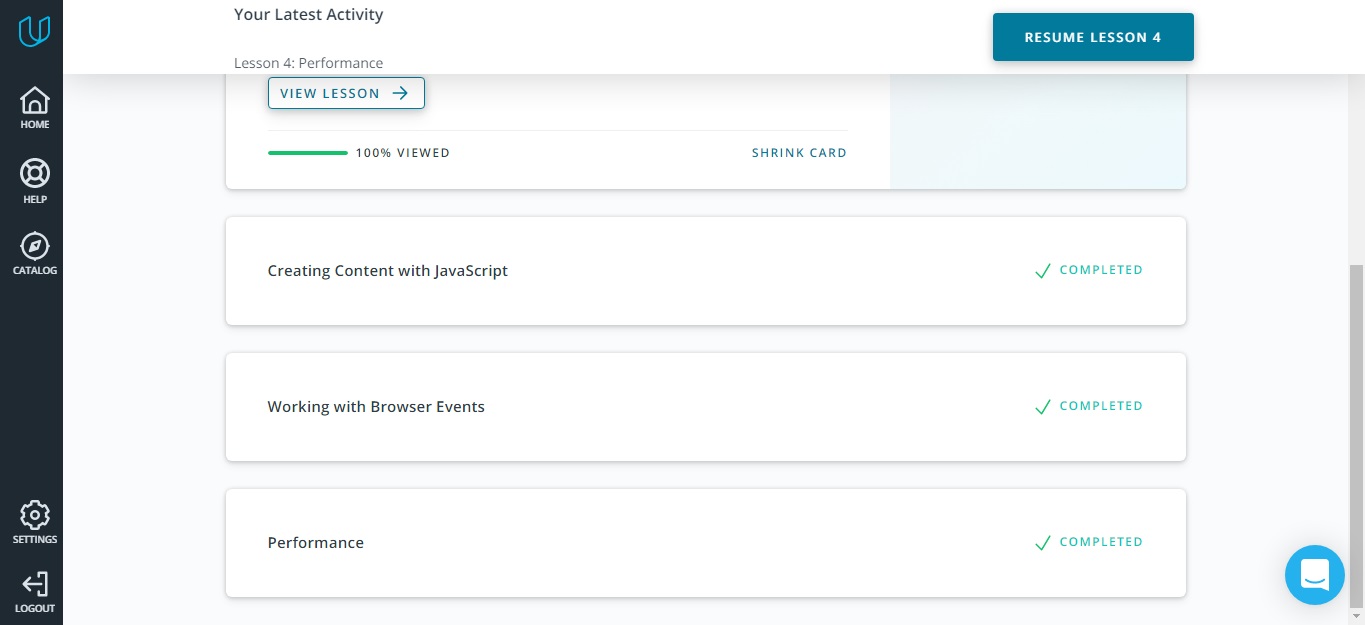 Your Latest Activity
RESUME LESSON 4
Lesson 4: Performance
HOME
HELP
CATALOG
SETTINGS
LOGOUT
VIEW LESSON
100% VIEWED
SHRINK CARD
Creating Content with JavaScript
COMPLETED
Working with Browser Events
COMPLETED
Performance
COMPLETED